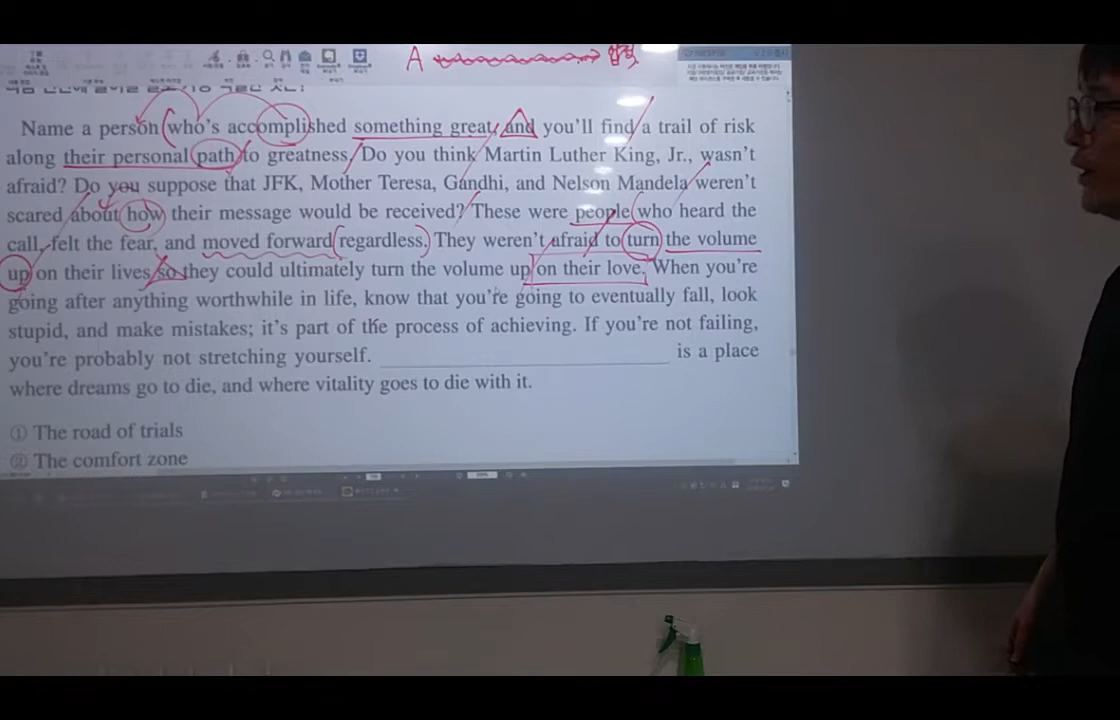 A
Name a person who's accomplished something great, and you'll find a trail of risk
along their personal path to greatness. Do you think Martin Luther King, Jr., wasn't
afraid? Do you suppose that JFK, Mother Teresa, Gandhi, and Nelson Mandela weren't
scared about how their message would be received? These were people who heard the
call, felt the fear, and moved forward regardless. They weren't afraid to turn the volume
up on their lives so they could ultimately turn the volume up on their love. When you're
going after anything worthwhile in life, know that you're going to eventually fall, look
stupid, and make mistakes; it's part of the process of achieving. If you're not failing,
you're probably not stretching yourself. is a place
where dreams go to die, and where vitality goes to die with it.
① The road of trials
② The comfort zone